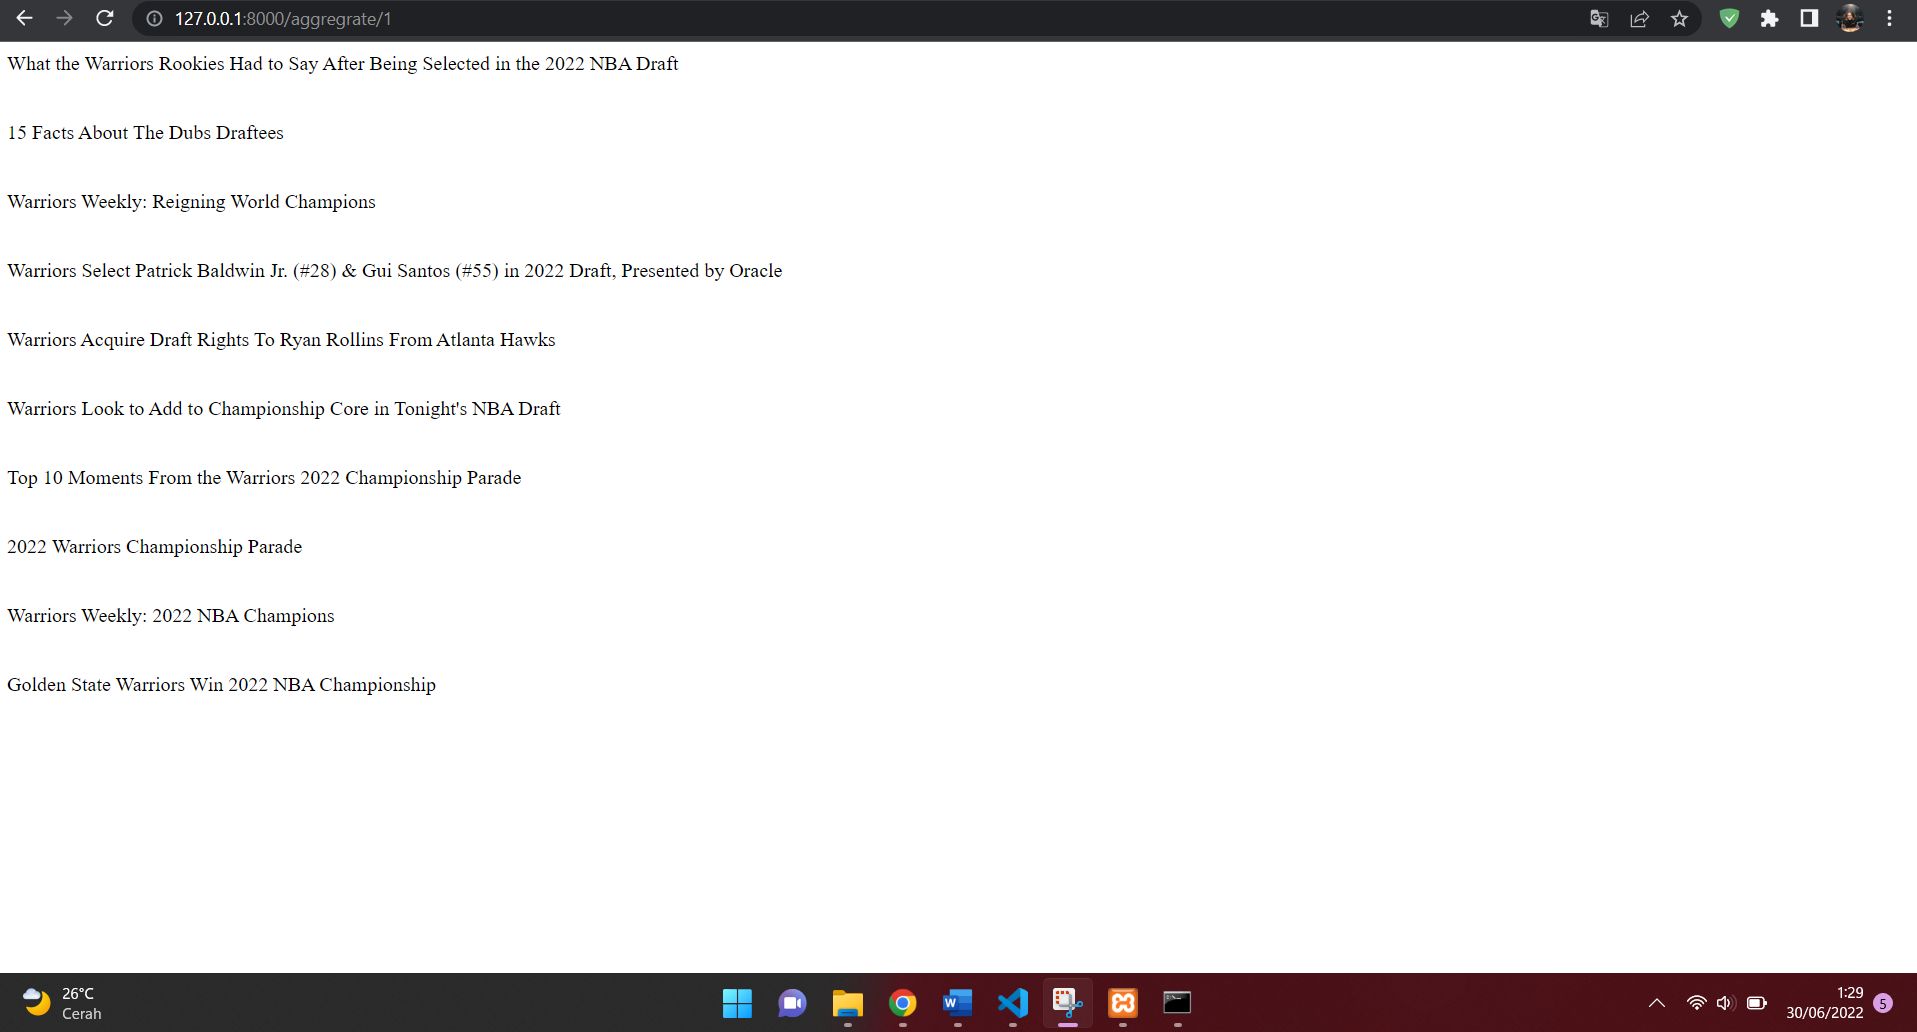 127.0.0.1:8000/aggregrate/1
What the Warriors Rookies Had to Say After Being Selected in the 2022 NBA Draft
15 Facts About The Dubs Draftees
Warriors Weekly: Reigning World Champions
Warriors Select Patrick Baldwin Jr. (#28) & Gui Santos (#55) in 2022 Draft, Presented by Oracle
Warriors Acquire Draft Rights To Ryan Rollins From Atlanta Hawks
Warriors Look to Add to Championship Core in Tonight's NBA Draft
Top 10 Moments From the Warriors 2022 Championship Parade
2022 Warriors Championship Parade
Warriors Weekly: 2022 NBA Champions
Golden State Warriors Win 2022 NBA Championship
26°C
Cerah
W
1:29
30/06/2022
5